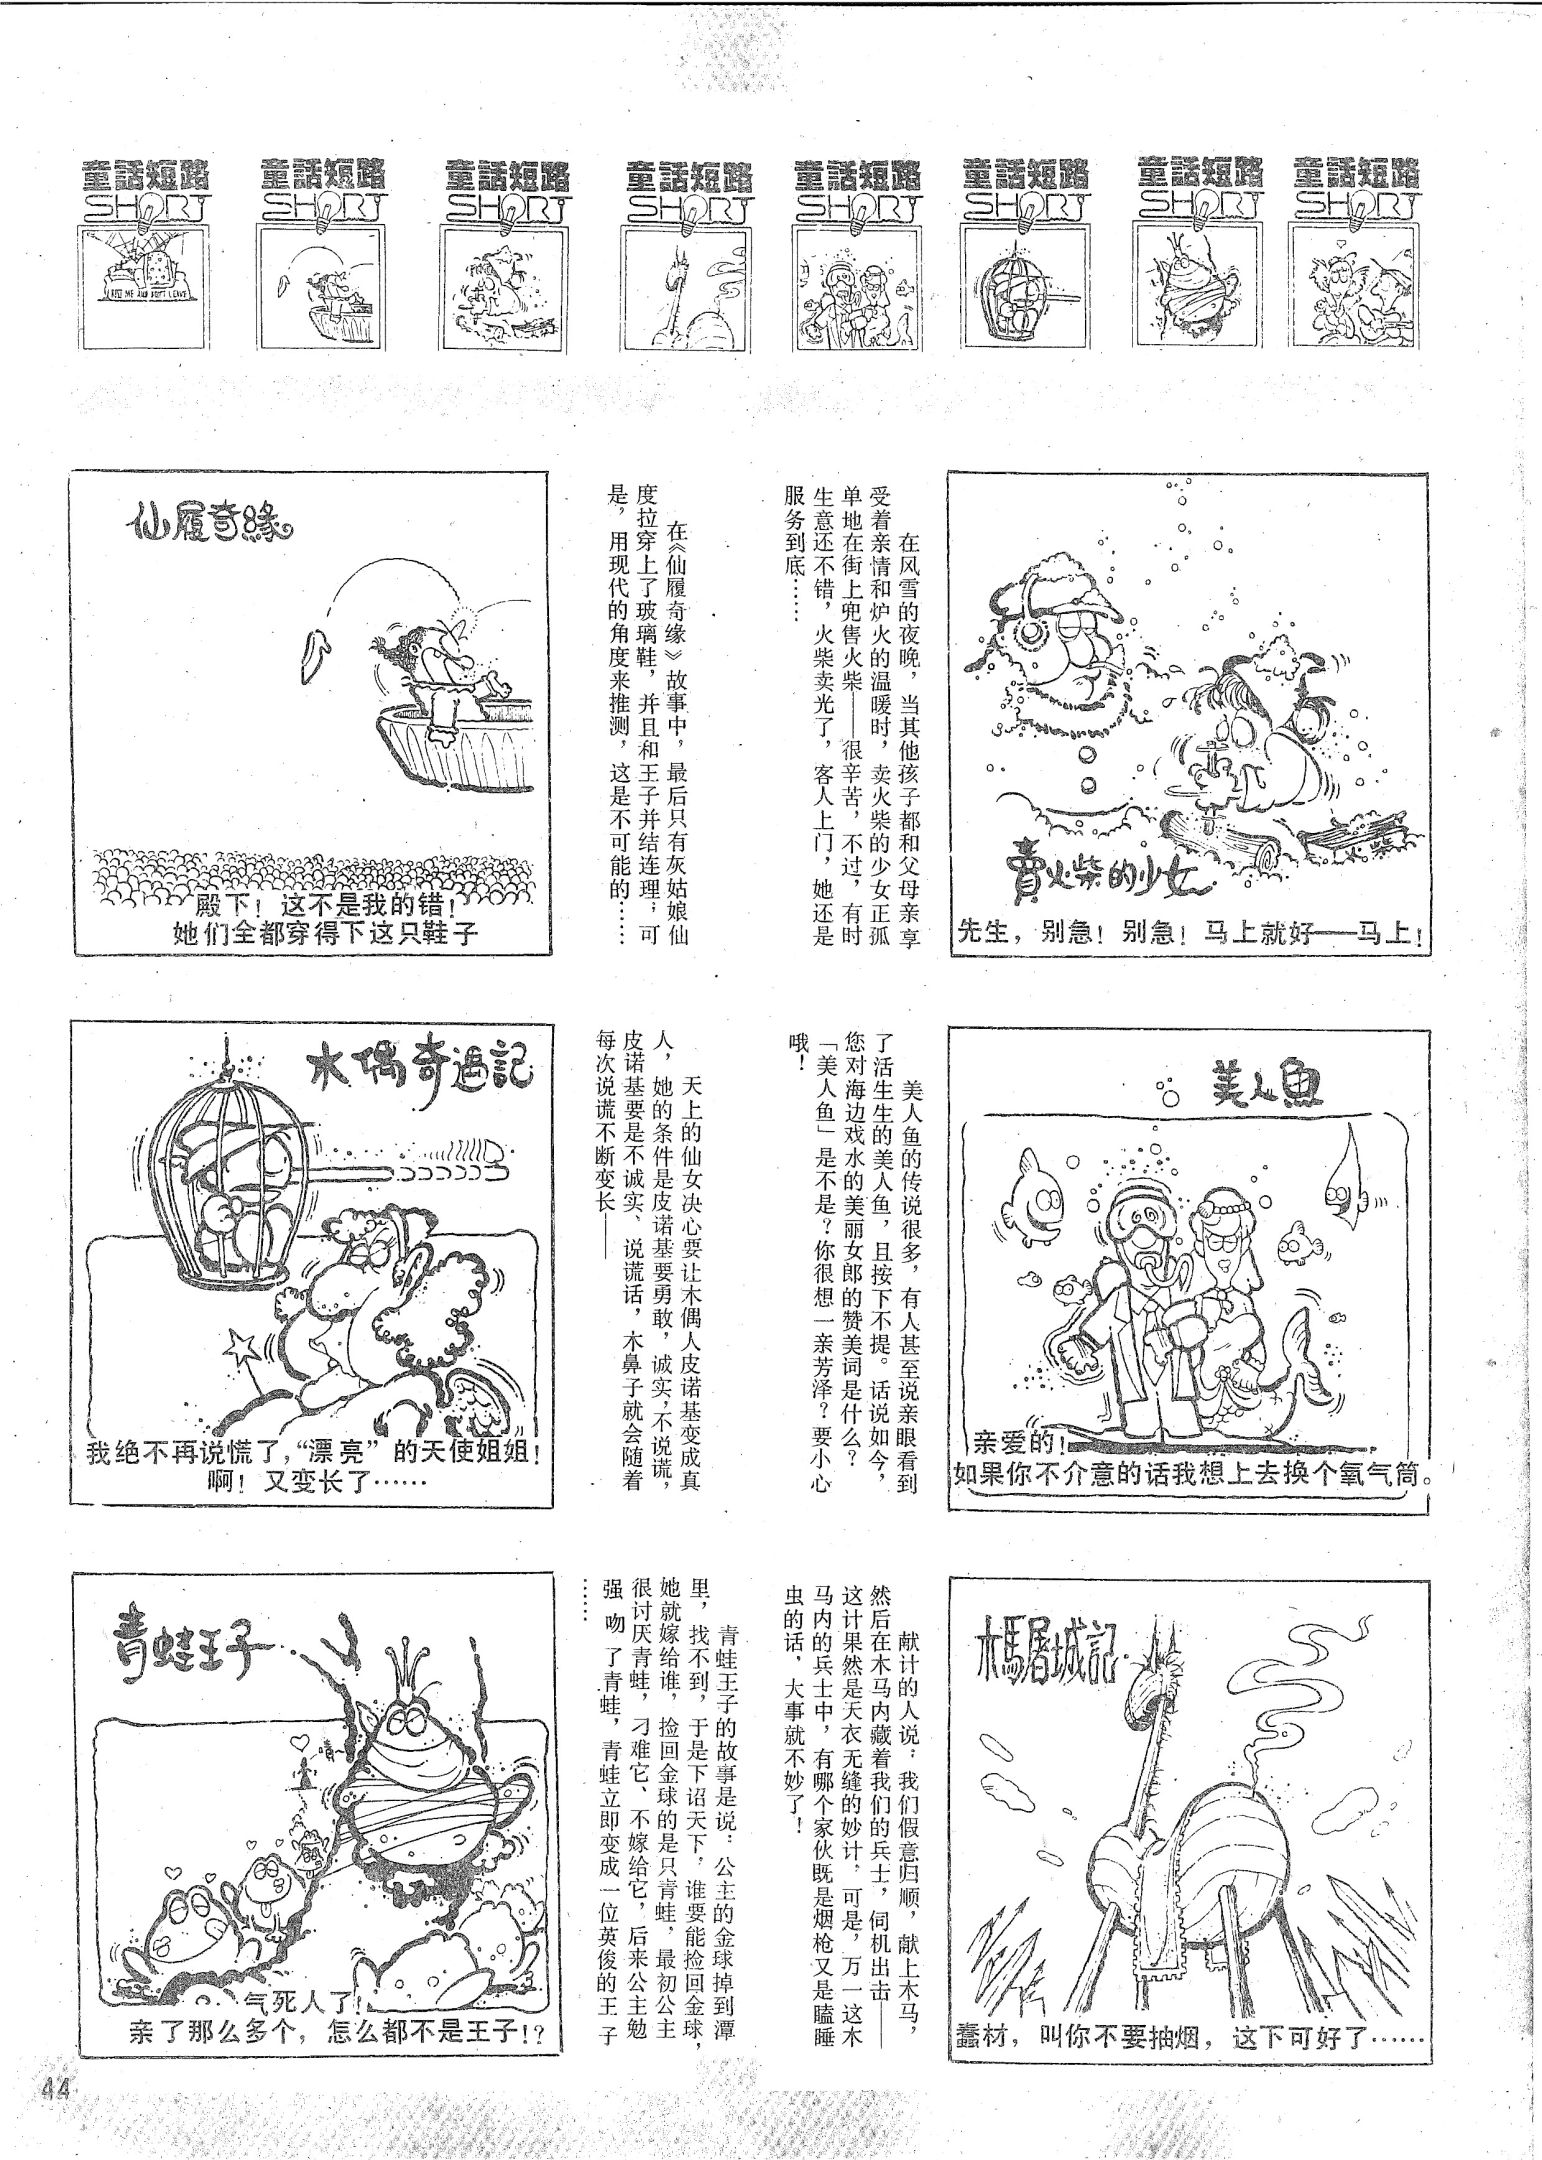 童話短路 童話短路 童話短路 童話短路 童話短路 童話短路 童話短路 童話短路
SHORT SHORT SHORT SHORT SHORT SHORT SHORT SHORT
賣火柴的少女
先生，别急！别急！马上就好——马上！
在风雪的夜晚，当其他孩子都和父母亲享
受着亲情和炉火的温暖时，卖火柴的少女正孤
单地在街上兜售火柴——很辛苦，不过，有时
生意还不错，火柴卖光了，客人上门，她还是
服务到底……
仙履奇緣
殿下！这不是我的错！
她们全都穿得下这只鞋子
在《仙履奇缘》故事中，最后只有灰姑娘仙
度拉穿上了玻璃鞋，并且和王子并结连理，可
是，用现代的角度来推测，这是不可能的……
美人魚
亲爱的！
如果你不介意的话我想上去换个氧气筒。
美人鱼的传说很多，有人甚至说亲眼看到
了活生生的美人鱼，且按下不提。话说如今，
您对海边戏水的美丽女郎的赞美词是什么？
「美人鱼」是不是？你很想一亲芳泽？要小心
哦！
木偶奇遇記
我绝不再说慌了，“漂亮”的天使姐姐！
啊！又变长了……
天上的仙女决心要让木偶人皮诺基变成真
人，她的条件是皮诺基要勇敢，诚实，不说谎，
皮诺基要是不诚实、说谎话，木鼻子就会随着
每次说谎不断变长——
木馬屠城記
蠢材，叫你不要抽烟，这下可好了……
献计的人说：我们假意归顺，献上木马，
然后在木马内藏着我们的兵士，伺机出击——
这计果然是天衣无缝的妙计，可是，万一这木
马内的兵士中，有哪个家伙既是烟枪又是瞌睡
虫的话，大事就不妙了！
青蛙王子
气死人了！
亲了那么多个，怎么都不是王子！？
青蛙王子的故事是说：公主的金球掉到潭
里，找不到，于是下诏天下，谁要能捡回金球，
她就嫁给谁，捡回金球的是只青蛙，最初公主
很讨厌青蛙，刁难它、不嫁给它，后来公主勉
强吻了青蛙，青蛙立即变成一位英俊的王子
……
44